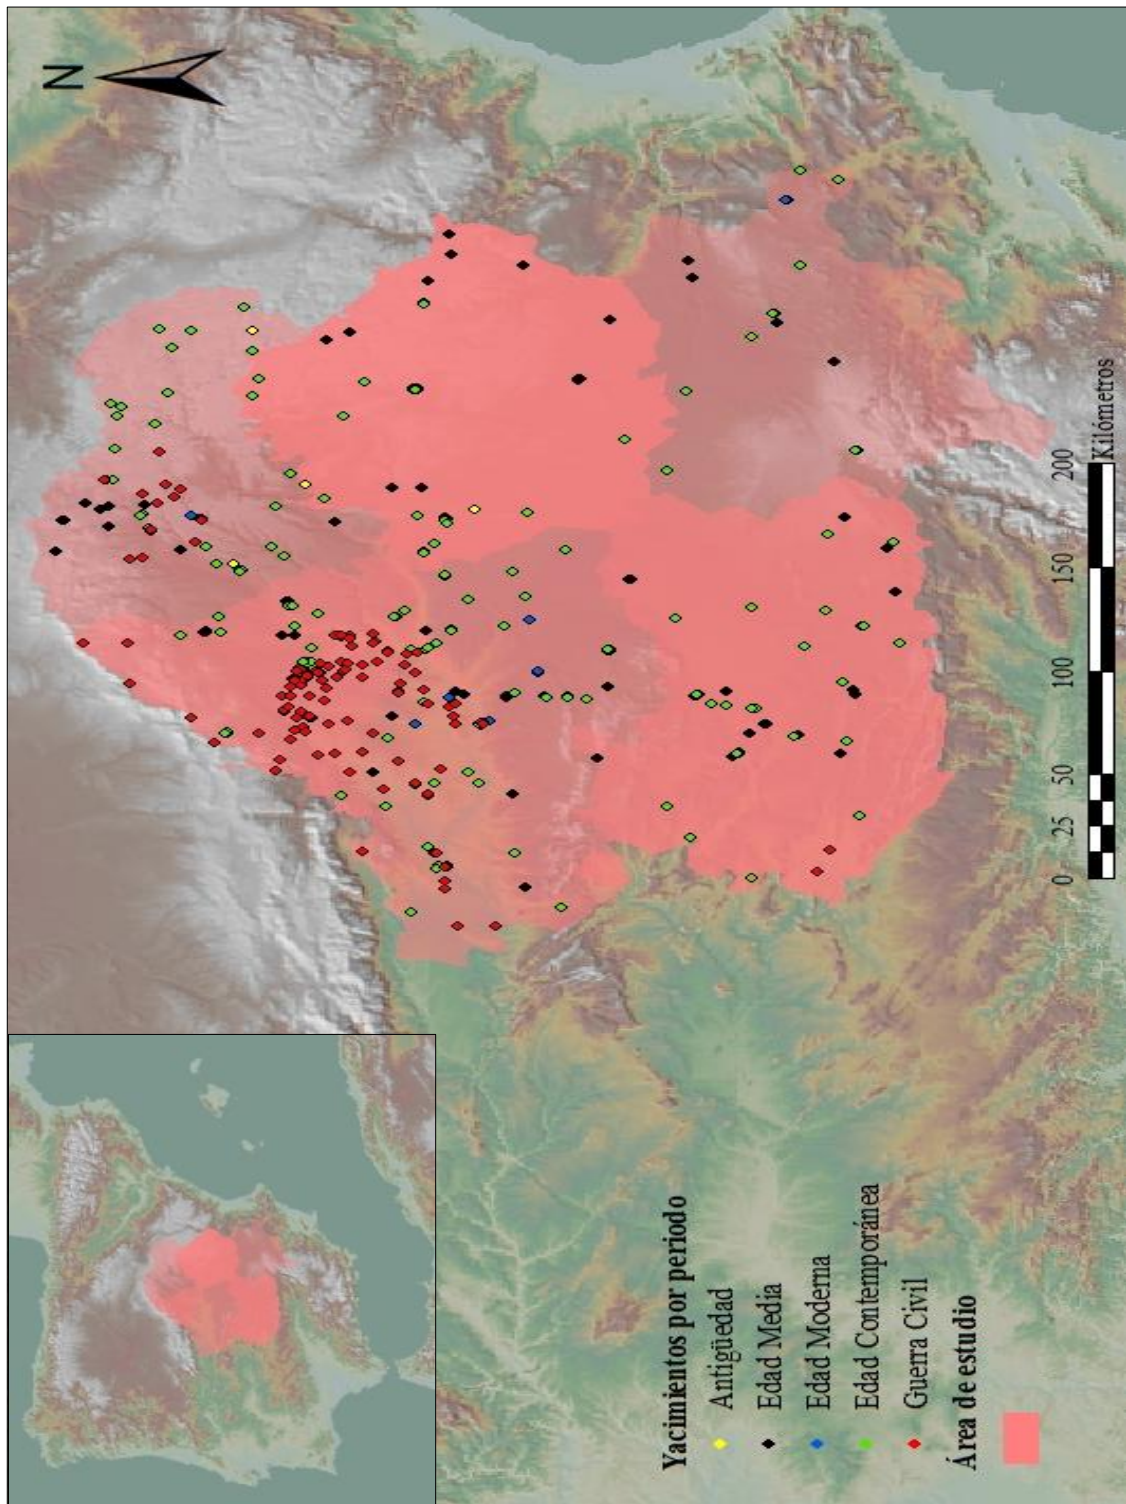 N
Yacimientos por periodo
Antigüedad
Edad Media
Edad Moderna
Edad Contemporánea
Guerra Civil
Área de estudio
0 25 50 100 150 200
Kilómetros